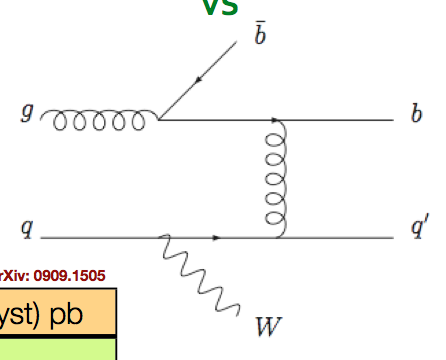 vs
b̄
g
b
q
q′
rXiv: 0909.1505
yst) pb
W